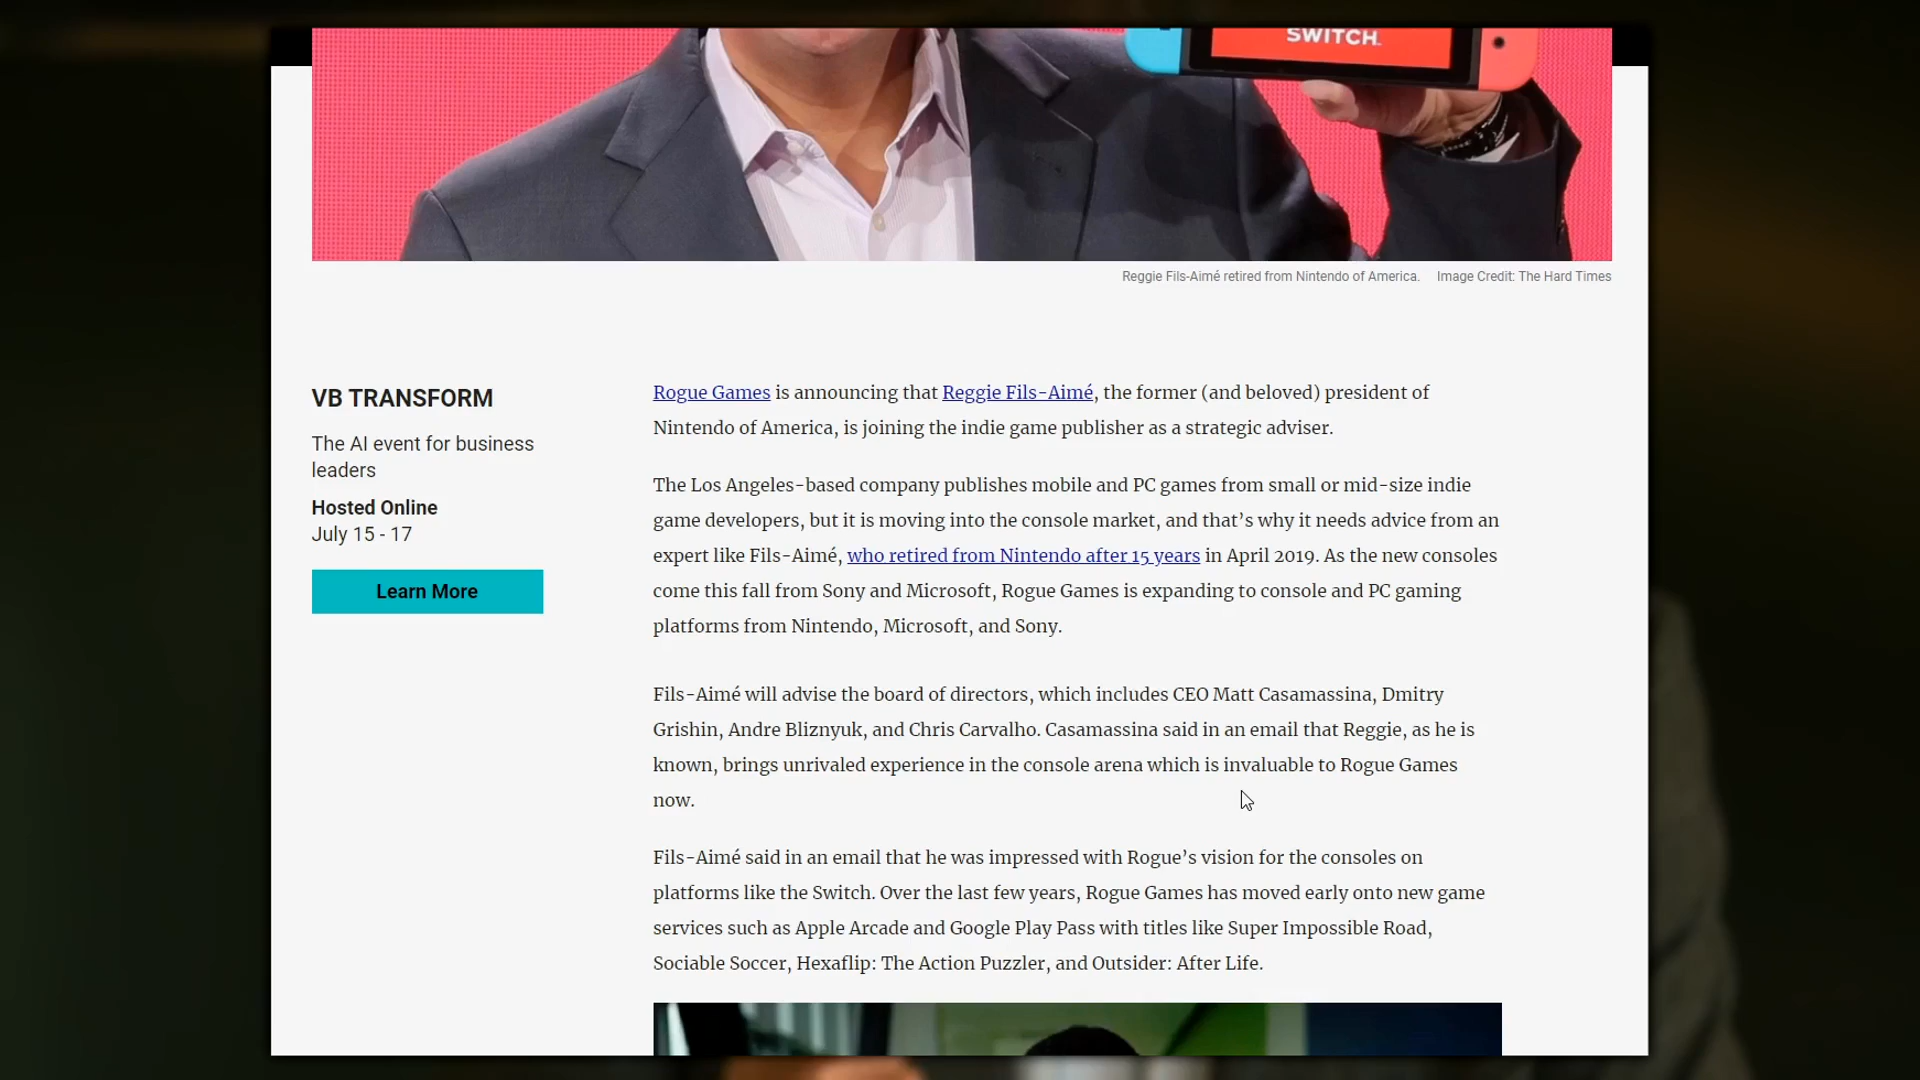 SWITCH
Reggie Fils-Aimé retired from Nintendo of America. Image Credit: The Hard Times
VB TRANSFORM
The AI event for business
leaders
Hosted Online
July 15 - 17
Learn More
Rogue Games is announcing that Reggie Fils-Aimé, the former (and beloved) president of
Nintendo of America, is joining the indie game publisher as a strategic adviser.
The Los Angeles-based company publishes mobile and PC games from small or mid-size indie
game developers, but it is moving into the console market, and that’s why it needs advice from an
expert like Fils-Aimé, who retired from Nintendo after 15 years in April 2019. As the new consoles
come this fall from Sony and Microsoft, Rogue Games is expanding to console and PC gaming
platforms from Nintendo, Microsoft, and Sony.
Fils-Aimé will advise the board of directors, which includes CEO Matt Casamassina, Dmitry
Grishin, Andre Bliznyuk, and Chris Carvalho. Casamassina said in an email that Reggie, as he is
known, brings unrivaled experience in the console arena which is invaluable to Rogue Games
now.
Fils-Aimé said in an email that he was impressed with Rogue’s vision for the consoles on
platforms like the Switch. Over the last few years, Rogue Games has moved early onto new game
services such as Apple Arcade and Google Play Pass with titles like Super Impossible Road,
Sociable Soccer, Hexaflip: The Action Puzzler, and Outsider: After Life.